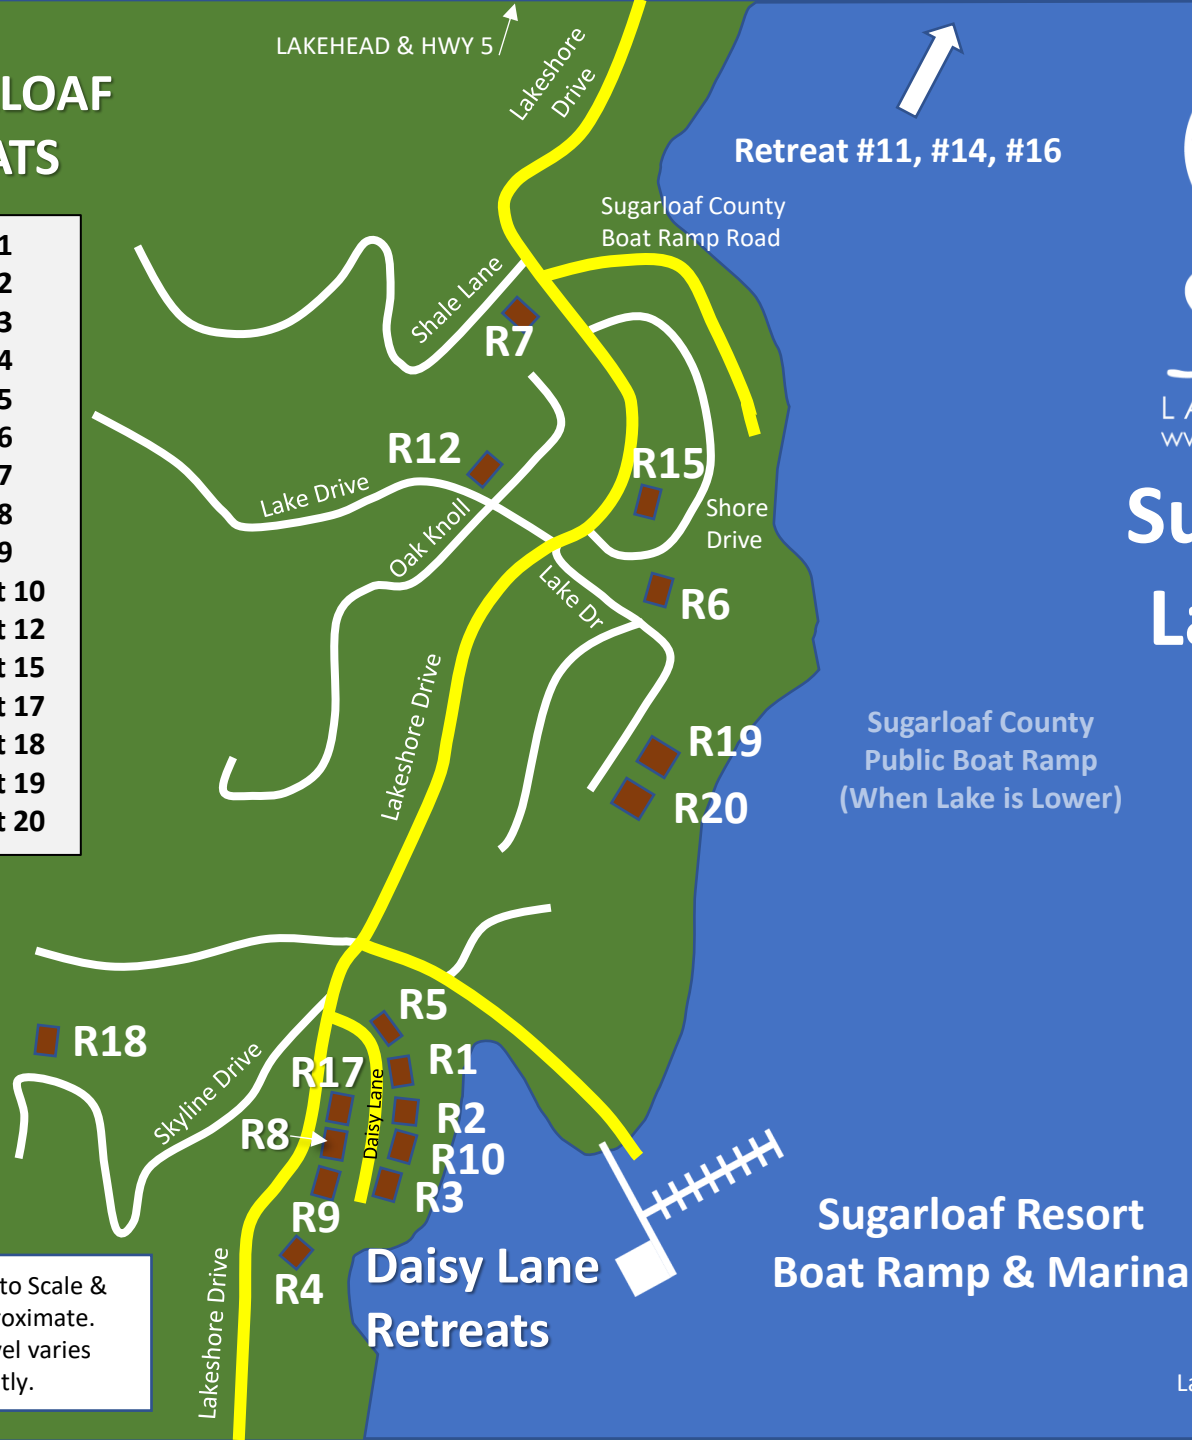 LAKEHEAD & HWY 5
Lakeshore
Drive
LOAF
ATS
Retreat #11, #14, #16
Sugarloaf County
Boat Ramp Road
1
2
3
4
5
6
7
8
9
t 10
t 12
t 15
t 17
t 18
t 19
t 20
Shale Lane
R7
R12
Lake Drive
Oak Knoll
R15
Shore
Drive
Lake Dr
R6
L A
Su
La
Lakeshore Drive
R19
R20
Sugarloaf County
Public Boat Ramp
(When Lake is Lower)
R5
R18
R1
R17
Skyline Drive
Daisy Lane
R2
R8
R10
R3
R9
R4
Daisy Lane
Retreats
Sugarloaf Resort
Boat Ramp & Marina
Lakeshore Drive
to Scale &
roximate.
vel varies
tly.
La